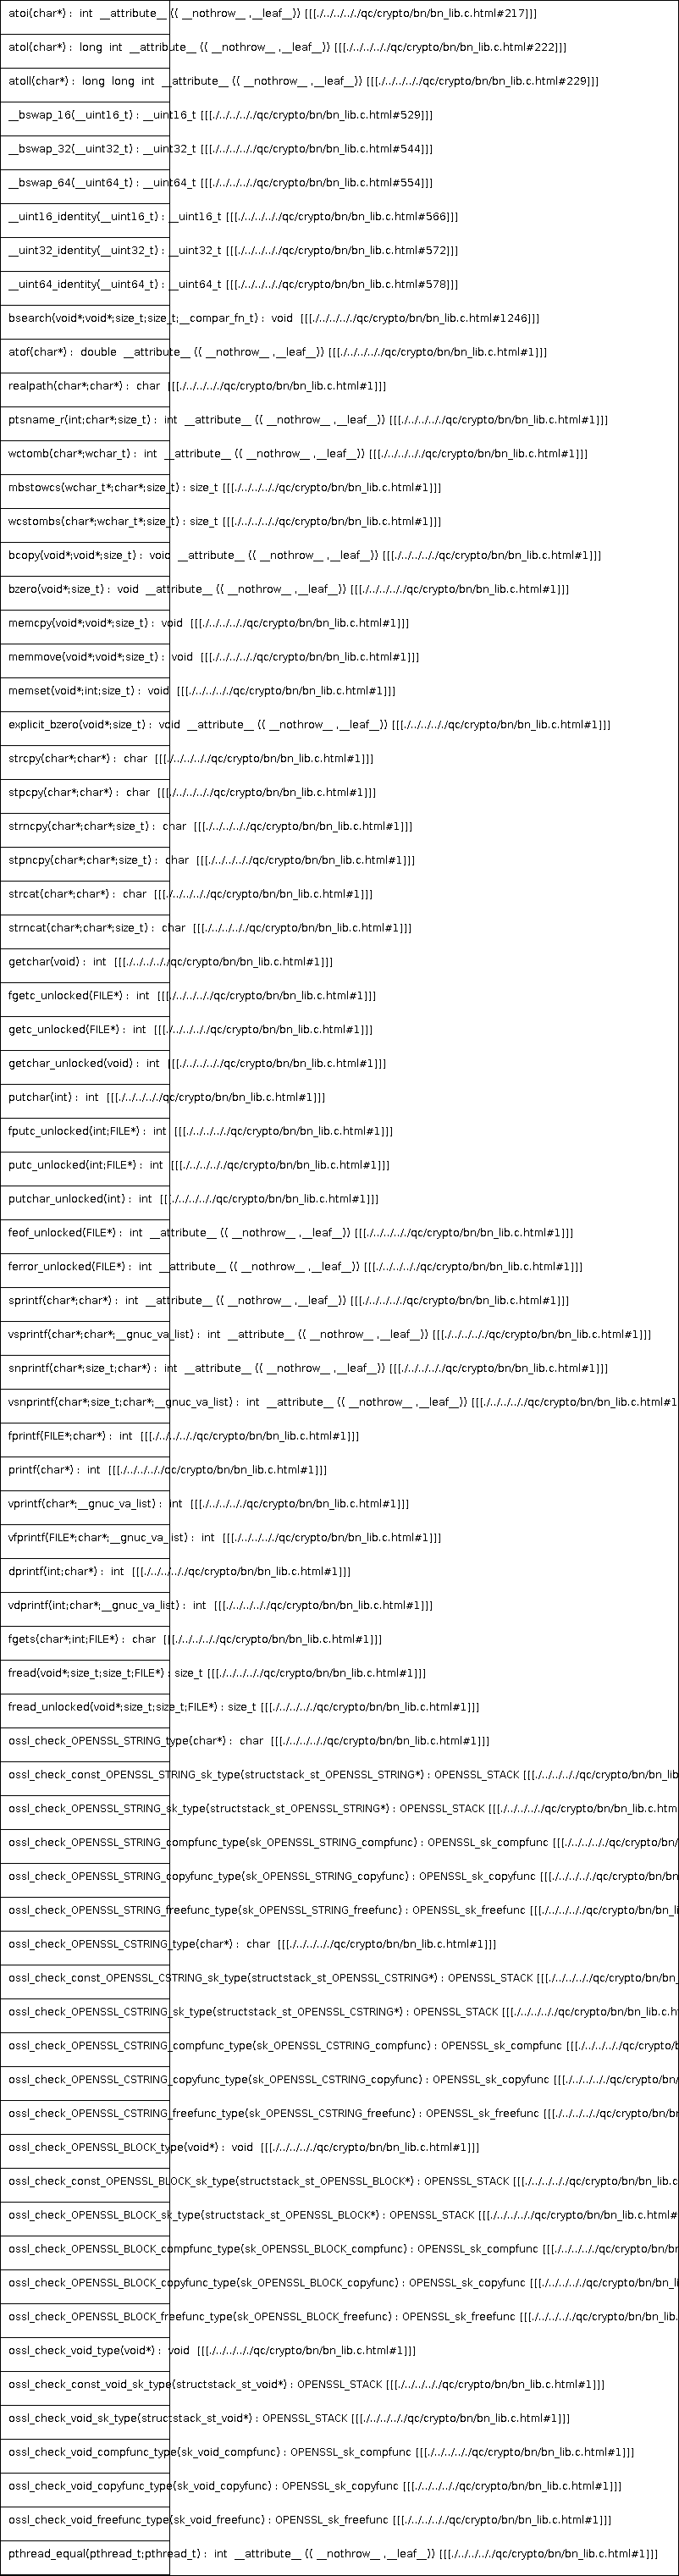 atoi(char*) :  int  __attribute__ (( __nothrow__ ,__leaf__)) [[[./../../../qc/crypto/bn/bn_lib.c.html#217]]]
atol(char*) :  long  int  __attribute__ (( __nothrow__ ,__leaf__)) [[[./../../../qc/crypto/bn/bn_lib.c.html#222]]]
atoll(char*) :  long  long  int  __attribute__ (( __nothrow__ ,__leaf__)) [[[./../../../qc/crypto/bn/bn_lib.c.html#229]]]
__bswap_16(__uint16_t) : __uint16_t [[[./../../../qc/crypto/bn/bn_lib.c.html#529]]]
__bswap_32(__uint32_t) : __uint32_t [[[./../../../qc/crypto/bn/bn_lib.c.html#544]]]
__bswap_64(__uint64_t) : __uint64_t [[[./../../../qc/crypto/bn/bn_lib.c.html#554]]]
__uint16_identity(__uint16_t) : __uint16_t [[[./../../../qc/crypto/bn/bn_lib.c.html#566]]]
__uint32_identity(__uint32_t) : __uint32_t [[[./../../../qc/crypto/bn/bn_lib.c.html#572]]]
__uint64_identity(__uint64_t) : __uint64_t [[[./../../../qc/crypto/bn/bn_lib.c.html#578]]]
bsearch(void*;void*;size_t;size_t;__compar_fn_t) :  void  [[[./../../../qc/crypto/bn/bn_lib.c.html#1246]]]
atof(char*) :  double  __attribute__ (( __nothrow__ ,__leaf__)) [[[./../../../qc/crypto/bn/bn_lib.c.html#1]]]
realpath(char*;char*) :  char  [[[./../../../qc/crypto/bn/bn_lib.c.html#1]]]
ptsname_r(int;char*;size_t) :  int  __attribute__ (( __nothrow__ ,__leaf__)) [[[./../../../qc/crypto/bn/bn_lib.c.html#1]]]
wctomb(char*;wchar_t) :  int  __attribute__ (( __nothrow__ ,__leaf__)) [[[./../../../qc/crypto/bn/bn_lib.c.html#1]]]
mbstowcs(wchar_t*;char*;size_t) : size_t [[[./../../../qc/crypto/bn/bn_lib.c.html#1]]]
wcstombs(char*;wchar_t*;size_t) : size_t [[[./../../../qc/crypto/bn/bn_lib.c.html#1]]]
bcopy(void*;void*;size_t) :  void  __attribute__ (( __nothrow__ ,__leaf__)) [[[./../../../qc/crypto/bn/bn_lib.c.html#1]]]
bzero(void*;size_t) :  void  __attribute__ (( __nothrow__ ,__leaf__)) [[[./../../../qc/crypto/bn/bn_lib.c.html#1]]]
memcpy(void*;void*;size_t) :  void  [[[./../../../qc/crypto/bn/bn_lib.c.html#1]]]
memmove(void*;void*;size_t) :  void  [[[./../../../qc/crypto/bn/bn_lib.c.html#1]]]
memset(void*;int;size_t) :  void  [[[./../../../qc/crypto/bn/bn_lib.c.html#1]]]
explicit_bzero(void*;size_t) :  void  __attribute__ (( __nothrow__ ,__leaf__)) [[[./../../../qc/crypto/bn/bn_lib.c.html#1]]]
strcpy(char*;char*) :  char  [[[./../../../qc/crypto/bn/bn_lib.c.html#1]]]
stpcpy(char*;char*) :  char  [[[./../../../qc/crypto/bn/bn_lib.c.html#1]]]
strncpy(char*;char*;size_t) :  char  [[[./../../../qc/crypto/bn/bn_lib.c.html#1]]]
stpncpy(char*;char*;size_t) :  char  [[[./../../../qc/crypto/bn/bn_lib.c.html#1]]]
strcat(char*;char*) :  char  [[[./../../../qc/crypto/bn/bn_lib.c.html#1]]]
strncat(char*;char*;size_t) :  char  [[[./../../../qc/crypto/bn/bn_lib.c.html#1]]]
getchar(void) :  int  [[[./../../../qc/crypto/bn/bn_lib.c.html#1]]]
fgetc_unlocked(FILE*) :  int  [[[./../../../qc/crypto/bn/bn_lib.c.html#1]]]
getc_unlocked(FILE*) :  int  [[[./../../../qc/crypto/bn/bn_lib.c.html#1]]]
getchar_unlocked(void) :  int  [[[./../../../qc/crypto/bn/bn_lib.c.html#1]]]
putchar(int) :  int  [[[./../../../qc/crypto/bn/bn_lib.c.html#1]]]
fputc_unlocked(int;FILE*) :  int  [[[./../../../qc/crypto/bn/bn_lib.c.html#1]]]
putc_unlocked(int;FILE*) :  int  [[[./../../../qc/crypto/bn/bn_lib.c.html#1]]]
putchar_unlocked(int) :  int  [[[./../../../qc/crypto/bn/bn_lib.c.html#1]]]
feof_unlocked(FILE*) :  int  __attribute__ (( __nothrow__ ,__leaf__)) [[[./../../../qc/crypto/bn/bn_lib.c.html#1]]]
ferror_unlocked(FILE*) :  int  __attribute__ (( __nothrow__ ,__leaf__)) [[[./../../../qc/crypto/bn/bn_lib.c.html#1]]]
sprintf(char*;char*) :  int  __attribute__ (( __nothrow__ ,__leaf__)) [[[./../../../qc/crypto/bn/bn_lib.c.html#1]]]
vsprintf(char*;char*;__gnuc_va_list) :  int  __attribute__ (( __nothrow__ ,__leaf__)) [[[./../../../qc/crypto/bn/bn_lib.c.html#1]]]
snprintf(char*;size_t;char*) :  int  __attribute__ (( __nothrow__ ,__leaf__)) [[[./../../../qc/crypto/bn/bn_lib.c.html#1]]]
vsnprintf(char*;size_t;char*;__gnuc_va_list) :  int  __attribute__ (( __nothrow__ ,__leaf__)) [[[./../../../qc/crypto/bn/bn_lib.c.html#1
fprintf(FILE*;char*) :  int  [[[./../../../qc/crypto/bn/bn_lib.c.html#1]]]
printf(char*) :  int  [[[./../../../qc/crypto/bn/bn_lib.c.html#1]]]
vprintf(char*;__gnuc_va_list) :  int  [[[./../../../qc/crypto/bn/bn_lib.c.html#1]]]
vfprintf(FILE*;char*;__gnuc_va_list) :  int  [[[./../../../qc/crypto/bn/bn_lib.c.html#1]]]
dprintf(int;char*) :  int  [[[./../../../qc/crypto/bn/bn_lib.c.html#1]]]
vdprintf(int;char*;__gnuc_va_list) :  int  [[[./../../../qc/crypto/bn/bn_lib.c.html#1]]]
fgets(char*;int;FILE*) :  char  [[[./../../../qc/crypto/bn/bn_lib.c.html#1]]]
fread(void*;size_t;size_t;FILE*) : size_t [[[./../../../qc/crypto/bn/bn_lib.c.html#1]]]
fread_unlocked(void*;size_t;size_t;FILE*) : size_t [[[./../../../qc/crypto/bn/bn_lib.c.html#1]]]
ossl_check_OPENSSL_STRING_type(char*) :  char  [[[./../../../qc/crypto/bn/bn_lib.c.html#1]]]
ossl_check_const_OPENSSL_STRING_sk_type(structstack_st_OPENSSL_STRING*) : OPENSSL_STACK [[[./../../../qc/crypto/bn/bn_lib
ossl_check_OPENSSL_STRING_sk_type(structstack_st_OPENSSL_STRING*) : OPENSSL_STACK [[[./../../../qc/crypto/bn/bn_lib.c.htm
ossl_check_OPENSSL_STRING_compfunc_type(sk_OPENSSL_STRING_compfunc) : OPENSSL_sk_compfunc [[[./../../../qc/crypto/bn/
ossl_check_OPENSSL_STRING_copyfunc_type(sk_OPENSSL_STRING_copyfunc) : OPENSSL_sk_copyfunc [[[./../../../qc/crypto/bn/bn
ossl_check_OPENSSL_STRING_freefunc_type(sk_OPENSSL_STRING_freefunc) : OPENSSL_sk_freefunc [[[./../../../qc/crypto/bn/bn_li
ossl_check_OPENSSL_CSTRING_type(char*) :  char  [[[./../../../qc/crypto/bn/bn_lib.c.html#1]]]
ossl_check_const_OPENSSL_CSTRING_sk_type(structstack_st_OPENSSL_CSTRING*) : OPENSSL_STACK [[[./../../../qc/crypto/bn/bn_
ossl_check_OPENSSL_CSTRING_sk_type(structstack_st_OPENSSL_CSTRING*) : OPENSSL_STACK [[[./../../../qc/crypto/bn/bn_lib.c.ht
ossl_check_OPENSSL_CSTRING_compfunc_type(sk_OPENSSL_CSTRING_compfunc) : OPENSSL_sk_compfunc [[[./../../../qc/crypto/b
ossl_check_OPENSSL_CSTRING_copyfunc_type(sk_OPENSSL_CSTRING_copyfunc) : OPENSSL_sk_copyfunc [[[./../../../qc/crypto/bn/
ossl_check_OPENSSL_CSTRING_freefunc_type(sk_OPENSSL_CSTRING_freefunc) : OPENSSL_sk_freefunc [[[./../../../qc/crypto/bn/bn
ossl_check_OPENSSL_BLOCK_type(void*) :  void  [[[./../../../qc/crypto/bn/bn_lib.c.html#1]]]
ossl_check_const_OPENSSL_BLOCK_sk_type(structstack_st_OPENSSL_BLOCK*) : OPENSSL_STACK [[[./../../../qc/crypto/bn/bn_lib.c
ossl_check_OPENSSL_BLOCK_sk_type(structstack_st_OPENSSL_BLOCK*) : OPENSSL_STACK [[[./../../../qc/crypto/bn/bn_lib.c.html#
ossl_check_OPENSSL_BLOCK_compfunc_type(sk_OPENSSL_BLOCK_compfunc) : OPENSSL_sk_compfunc [[[./../../../qc/crypto/bn/bn
ossl_check_OPENSSL_BLOCK_copyfunc_type(sk_OPENSSL_BLOCK_copyfunc) : OPENSSL_sk_copyfunc [[[./../../../qc/crypto/bn/bn_li
ossl_check_OPENSSL_BLOCK_freefunc_type(sk_OPENSSL_BLOCK_freefunc) : OPENSSL_sk_freefunc [[[./../../../qc/crypto/bn/bn_lib.
ossl_check_void_type(void*) :  void  [[[./../../../qc/crypto/bn/bn_lib.c.html#1]]]
ossl_check_const_void_sk_type(structstack_st_void*) : OPENSSL_STACK [[[./../../../qc/crypto/bn/bn_lib.c.html#1]]]
ossl_check_void_sk_type(structstack_st_void*) : OPENSSL_STACK [[[./../../../qc/crypto/bn/bn_lib.c.html#1]]]
ossl_check_void_compfunc_type(sk_void_compfunc) : OPENSSL_sk_compfunc [[[./../../../qc/crypto/bn/bn_lib.c.html#1]]]
ossl_check_void_copyfunc_type(sk_void_copyfunc) : OPENSSL_sk_copyfunc [[[./../../../qc/crypto/bn/bn_lib.c.html#1]]]
ossl_check_void_freefunc_type(sk_void_freefunc) : OPENSSL_sk_freefunc [[[./../../../qc/crypto/bn/bn_lib.c.html#1]]]
pthread_equal(pthread_t;pthread_t) :  int  __attribute__ (( __nothrow__ ,__leaf__)) [[[./../../../qc/crypto/bn/bn_lib.c.html#1]]]